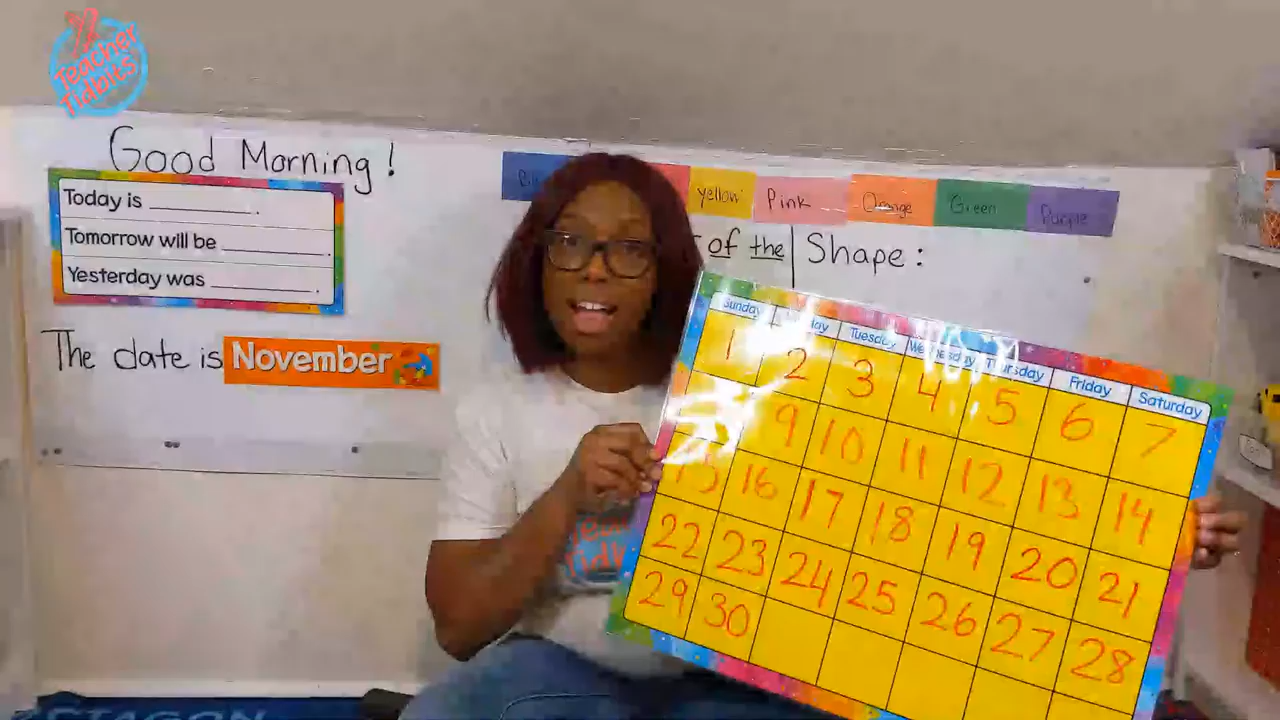 Teacher
Tidbits
Good Morning!
Today is ________.
Tomorrow will be ________.
Yesterday was ________.
The date is November
yellow Pink Orange Green Purple
of the Shape:
Sunday Tuesday Wednesday Thursday Friday Saturday
1 2 3 4 5 6 7
9 10 11 12 13 14
15 16 17 18 19 20 21
22 23 24 25 26 27 28
29 30